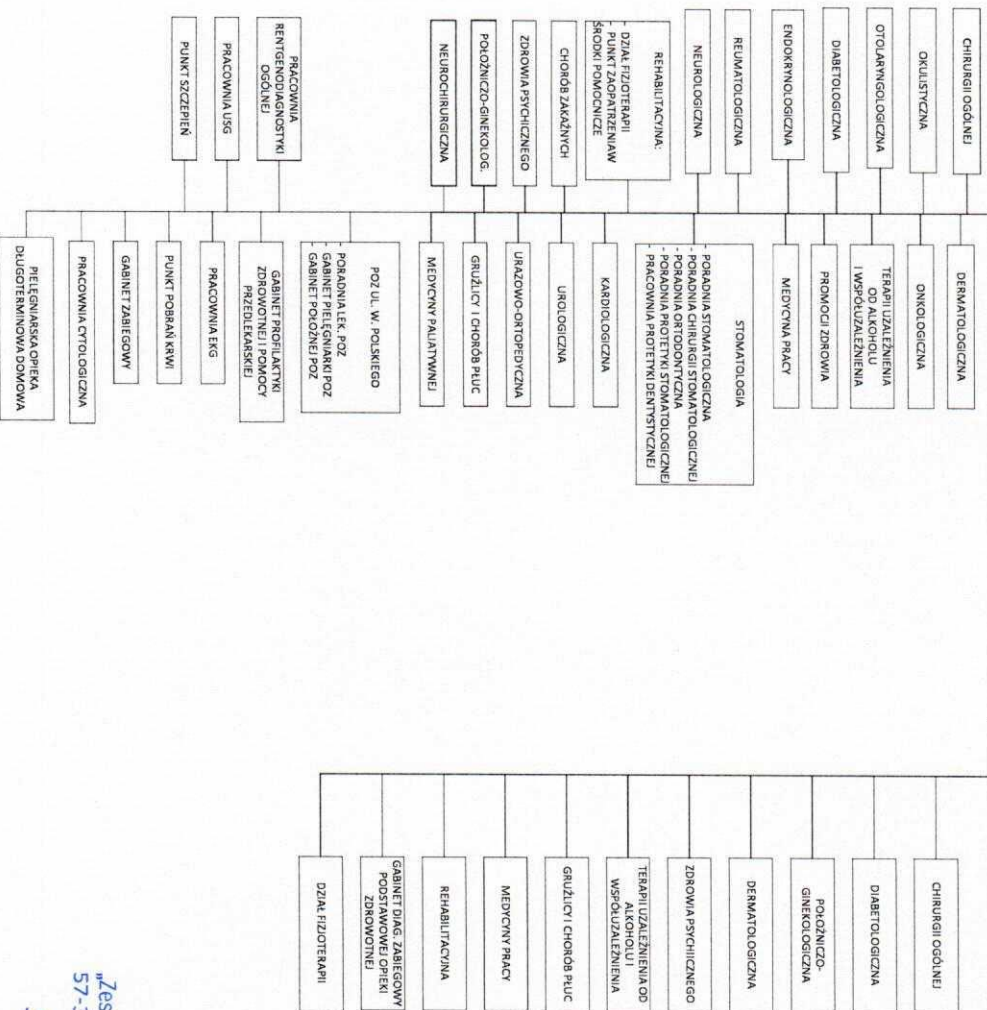 CHIRURGII OGÓLNEJ
OKULISTYCZNA
OTOLARYNGOLOGICZNA
DIABETOLOGICZNA
ENDOKRYNOLOGICZNA
REUMATOLOGICZNA
NEUROLOGICZNA
REHABILITACYJNA:
- DZIAŁ FIZJOTERAPII
- PUNKT ZAOPATRZENIAW
ŚRODKI POMOCNICZE
CHORÓB ZAKAŹNYCH
ZDROWIA PSYCHICZNEGO
POŁOŻNICZO-GINEKOLOG.
NEUROCHIRURGICZNA
PRACOWNIA
RENTGENODIAGNOSTYKI
OGÓLNEJ
PRACOWNIA USG
PUNKT SZCZEPIEŃ
DERMATOLOGICZNA
ONKOLOGICZNA
TERAPII UZALEŻNIENIA
OD ALKOHOLU
I WSPÓŁUZALEŻNIENIA
PROMOCJI ZDROWIA
MEDYCYNA PRACY
STOMATOLOGIA
- PORADNIA STOMATOLOGICZNA
- PORADNIA CHIRURGII STOMATOLOGICZNEJ
- PORADNIA ORTODONTYCZNA
- PORADNIA PROTETYKI STOMATOLOGICZNEJ
- PRACOWNIA PROTETYKI DENTYSTYCZNEJ
KARDIOLOGICZNA
UROLOGICZNA
URAZOWO-ORTOPEDYCZNA
GRUŹLICY I CHORÓB PŁUC
MEDYCYNY PALIATYWNEJ
POZ UL. W. POLSKIEGO
- PORADNIA LEK. POZ
- GABINET PIELĘGNIARKI POZ
- GABINET POŁOŻNEJ POZ
GABINET PROFILAKTYKI
ZDROWOTNEJ I POMOCY
PRZEDLEKARSKIEJ
PRACOWNIA EKG
PUNKT POBRAŃ KRWI
GABINET ZABIEGOWY
PRACOWNIA CYTOLOGICZNA
PIELĘGNIARSKA OPIEKA
DŁUGOTERMINOWA DOMOWA
CHIRURGII OGÓLNEJ
DIABETOLOGICZNA
POŁOŻNICZO-
GINEKOLOGICZNA
DERMATOLOGICZNA
ZDROWIA PSYCHIICZNEGO
TERAPII UZALEŻNIENIA OD
ALKOHOLU I
WSPÓŁUZALEŻNIENIA
GRUŹLICY I CHORÓB PŁUC
MEDYCYNY PRACY
REHABILITACYJNA
GABINET DIAG. ZABIEGOWY
PODSTAWOWEJ OPIEKI
ZDROWOTNEJ
DZIAŁ FIZJOTERAPII
„Zes
57-